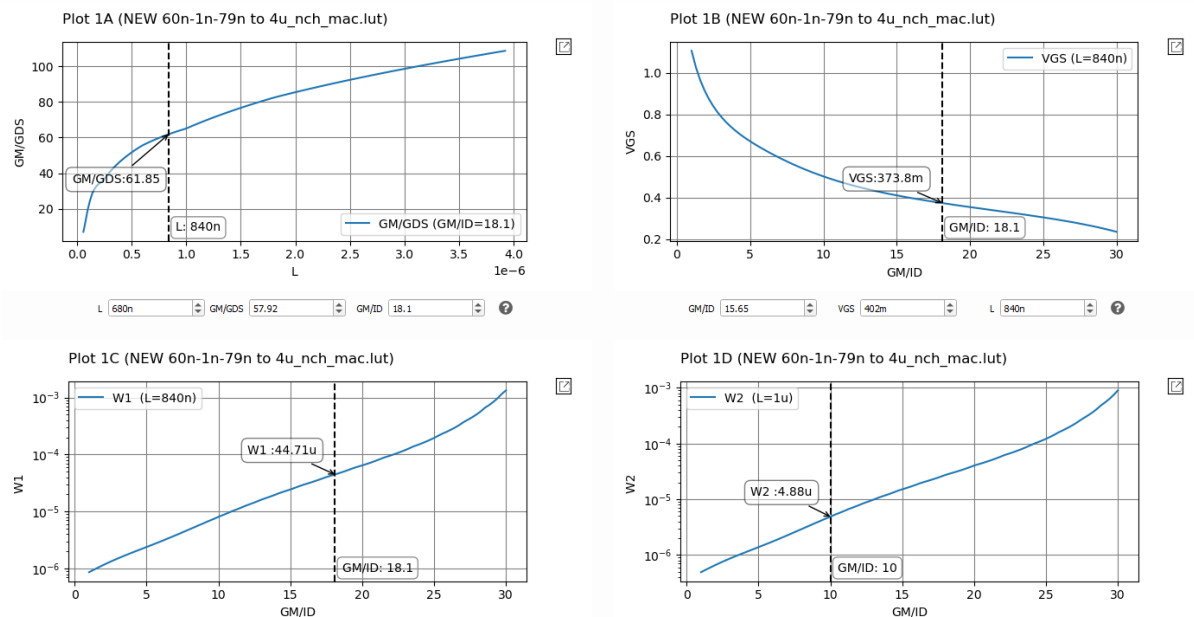 Plot 1A (NEW 60n-1n-79n to 4u_nch_mac.lut)
GM/GDS
100
80
60
40
20
GM/GDS:61.85
L: 840n
GM/GDS (GM/ID=18.1)
0.0 0.5 1.0 1.5 2.0 2.5 3.0 3.5 4.0
1e-6
L
L 680n GM/GDS 57.92 GM/ID 18.1 ?
Plot 1B (NEW 60n-1n-79n to 4u_nch_mac.lut)
VGS
1.0
0.8
0.6
0.4
0.2
VGS (L=840n)
VGS:373.8m
GM/ID: 18.1
0 5 10 15 20 25 30
GM/ID
GM/ID 15.65 VGS 402m L 840n ?
Plot 1C (NEW 60n-1n-79n to 4u_nch_mac.lut)
W1
10⁻³
10⁻⁴
10⁻⁵
10⁻⁶
W1 (L=840n)
W1 :44.71u
GM/ID: 18.1
0 5 10 15 20 25 30
GM/ID
Plot 1D (NEW 60n-1n-79n to 4u_nch_mac.lut)
W2
10⁻³
10⁻⁴
10⁻⁵
10⁻⁶
W2 (L=1u)
W2 :4.88u
GM/ID: 10
0 5 10 15 20 25 30
GM/ID